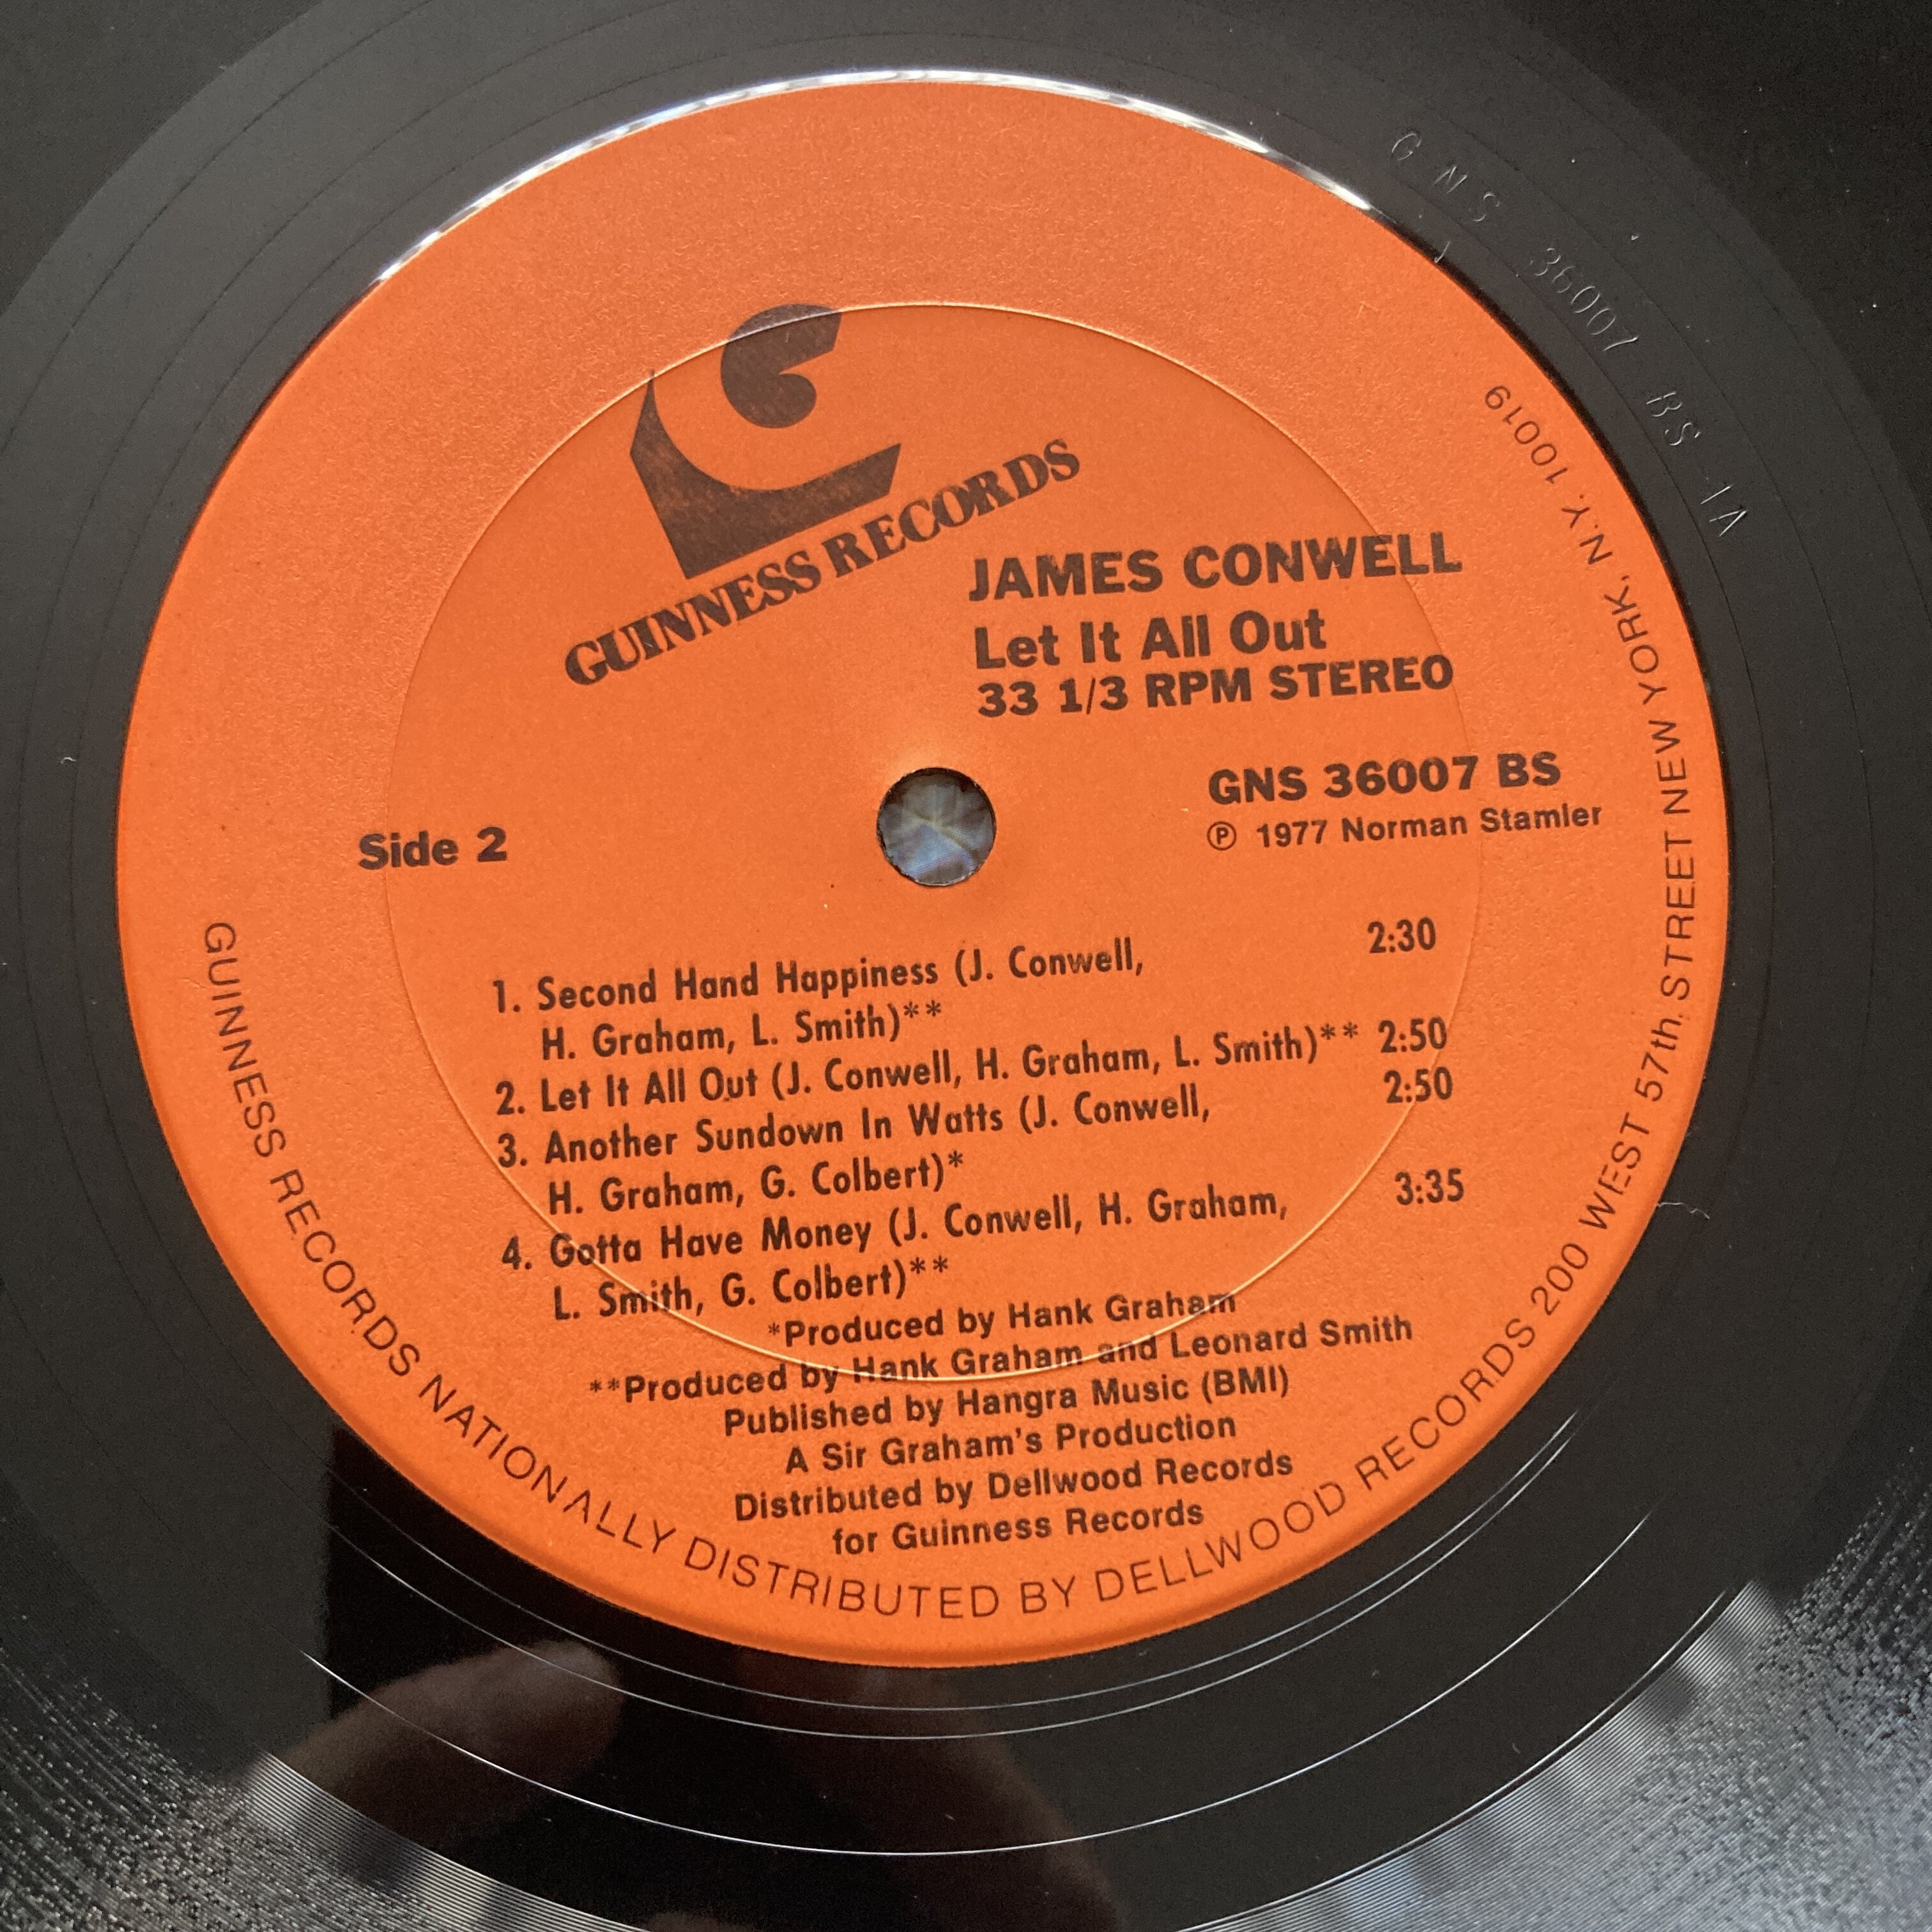 GUINNESS RECORDS
JAMES CONWELL
Let It All Out
33 1/3 RPM STEREO
GNS 36007 BS
℗ 1977 Norman Stamler
Side 2
1. Second Hand Happiness (J. Conwell, 2:30
H. Graham, L. Smith)**
2. Let It All Out (J. Conwell, H. Graham, L. Smith)** 2:50
3. Another Sundown In Watts (J. Conwell, 2:50
H. Graham, G. Colbert)*
4. Gotta Have Money (J. Conwell, H. Graham, 3:35
L. Smith, G. Colbert)**
*Produced by Hank Graham
**Produced by Hank Graham and Leonard Smith
Published by Hangra Music (BMI)
A Sir Graham's Production
Distributed by Dellwood Records
for Guinness Records
GUINNESS RECORDS NATIONALLY DISTRIBUTED BY DELLWOOD RECORDS 200 WEST 57th. STREET NEW YORK, N.Y. 10019
GNS 36007 BS 1A